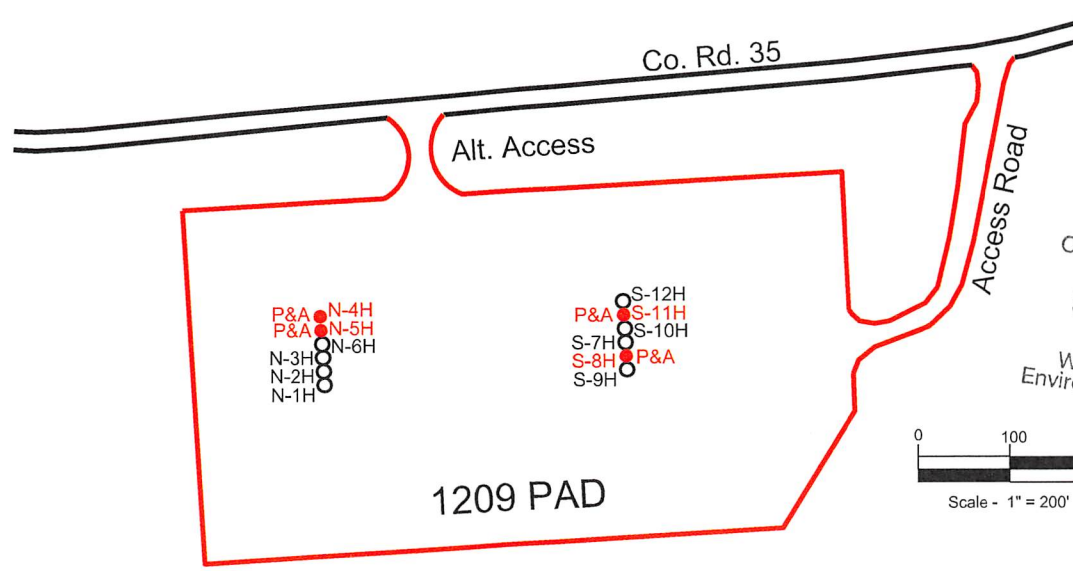 Co. Rd. 35
Alt. Access
Access Road
P&A N-4H
P&A N-5H
N-6H
N-3H
N-2H
N-1H
S-12H
P&A S-11H
S-10H
S-7H
S-8H P&A
S-9H
1209 PAD
0 100
Scale - 1" = 200'